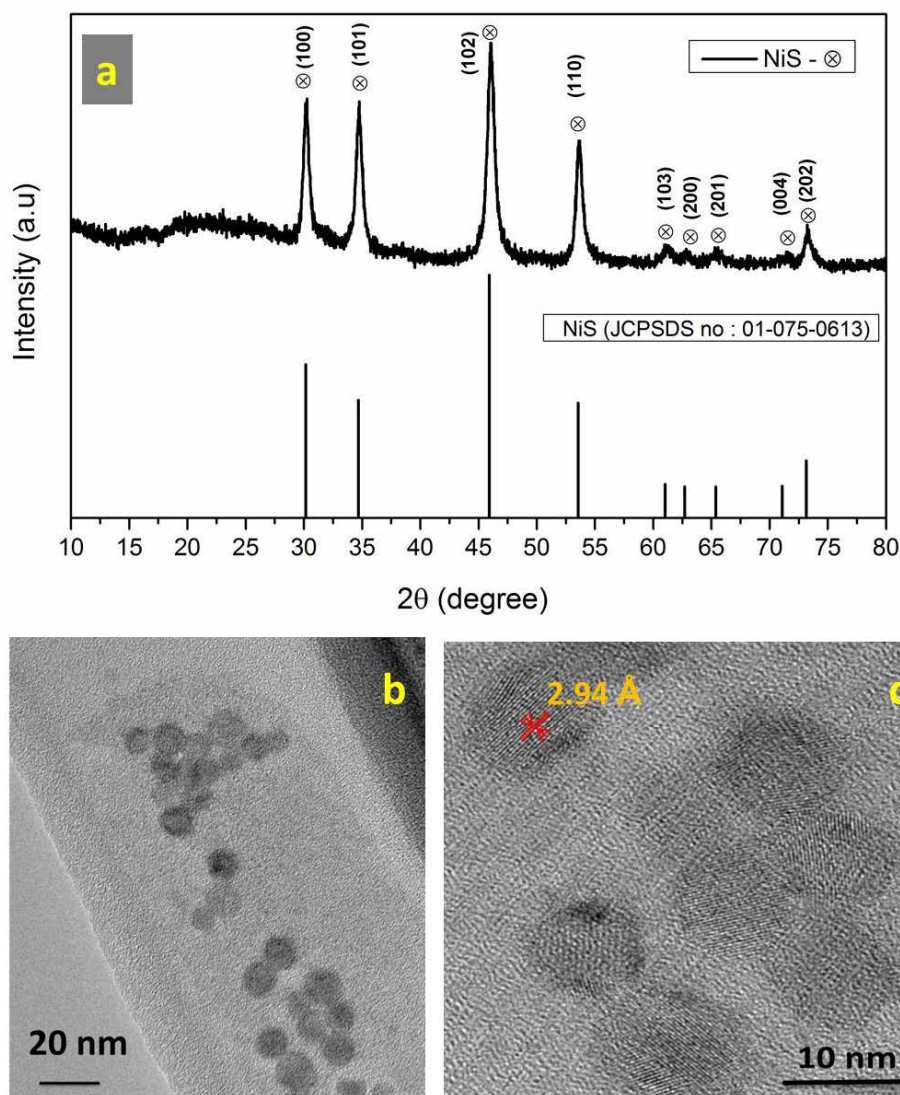 a
(100)
(101)
(102)
(110)
(103)
(200)
(201)
(004)
(202)
NiS - ⊗
Intensity (a.u)
NiS (JCPSDS no : 01-075-0613)
10 15 20 25 30 35 40 45 50 55 60 65 70 75 80
2θ (degree)
b
20 nm
2.94 Å
c
10 nm